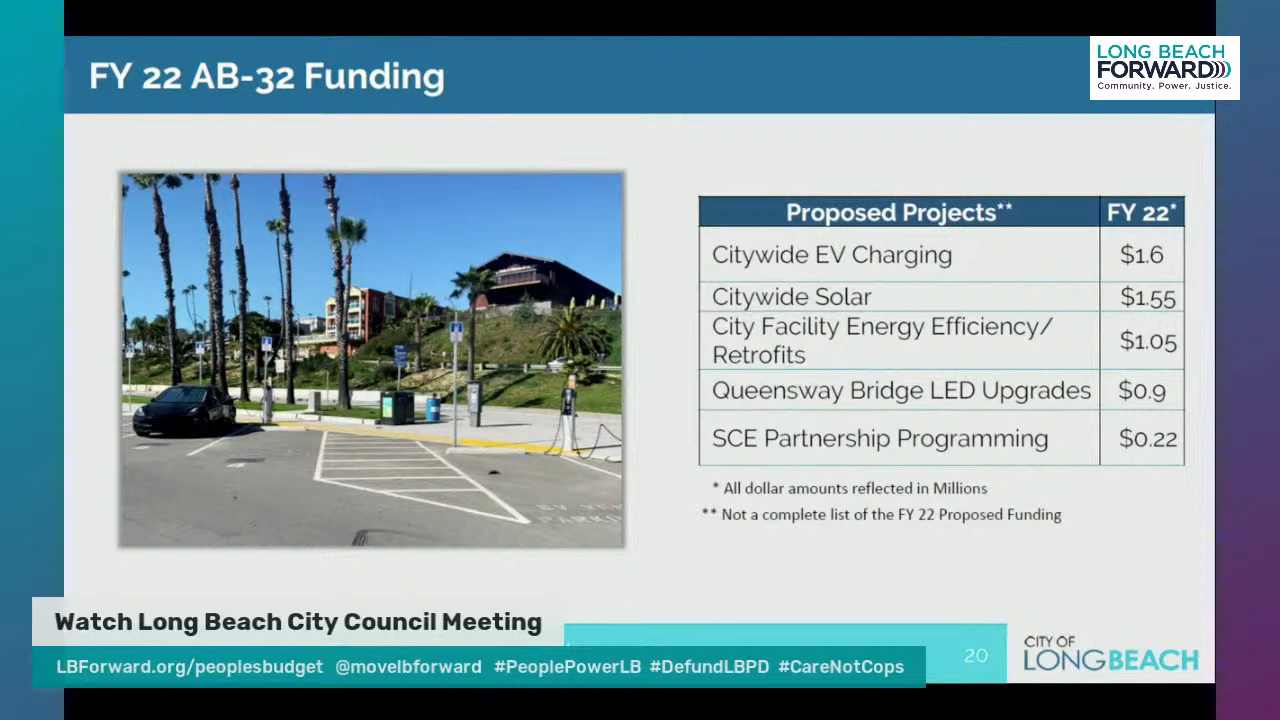 FY 22 AB-32 Funding
LONG BEACH
FORWARD
Community. Power. Justice.
Proposed Projects** FY 22*
Citywide EV Charging $1.6
Citywide Solar $1.55
City Facility Energy Efficiency/
Retrofits $1.05
Queensway Bridge LED Upgrades $0.9
SCE Partnership Programming $0.22
* All dollar amounts reflected in Millions
** Not a complete list of the FY 22 Proposed Funding
Watch Long Beach City Council Meeting
LBForward.org/peoplesbudget @movelbforward #PeoplePowerLB #DefundLBPD #CareNotCops
20
CITY OF
LONGBEACH